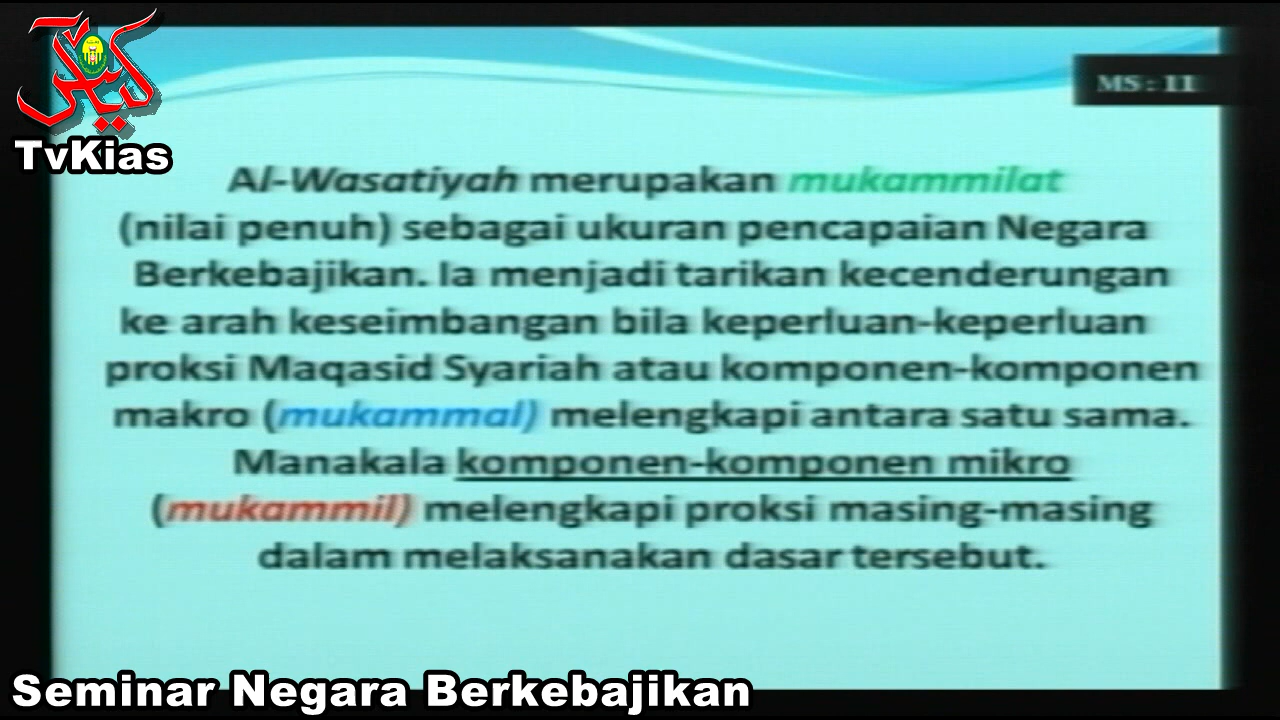 كياس
TvKias
MS : 11
Al-Wasatiyah merupakan mukammilat
(nilai penuh) sebagai ukuran pencapaian Negara
Berkebajikan. Ia menjadi tarikan kecenderungan
ke arah keseimbangan bila keperluan-keperluan
proksi Maqasid Syariah atau komponen-komponen
makro (mukammal) melengkapi antara satu sama.
Manakala komponen-komponen mikro
(mukammil) melengkapi proksi masing-masing
dalam melaksanakan dasar tersebut.
Seminar Negara Berkebajikan